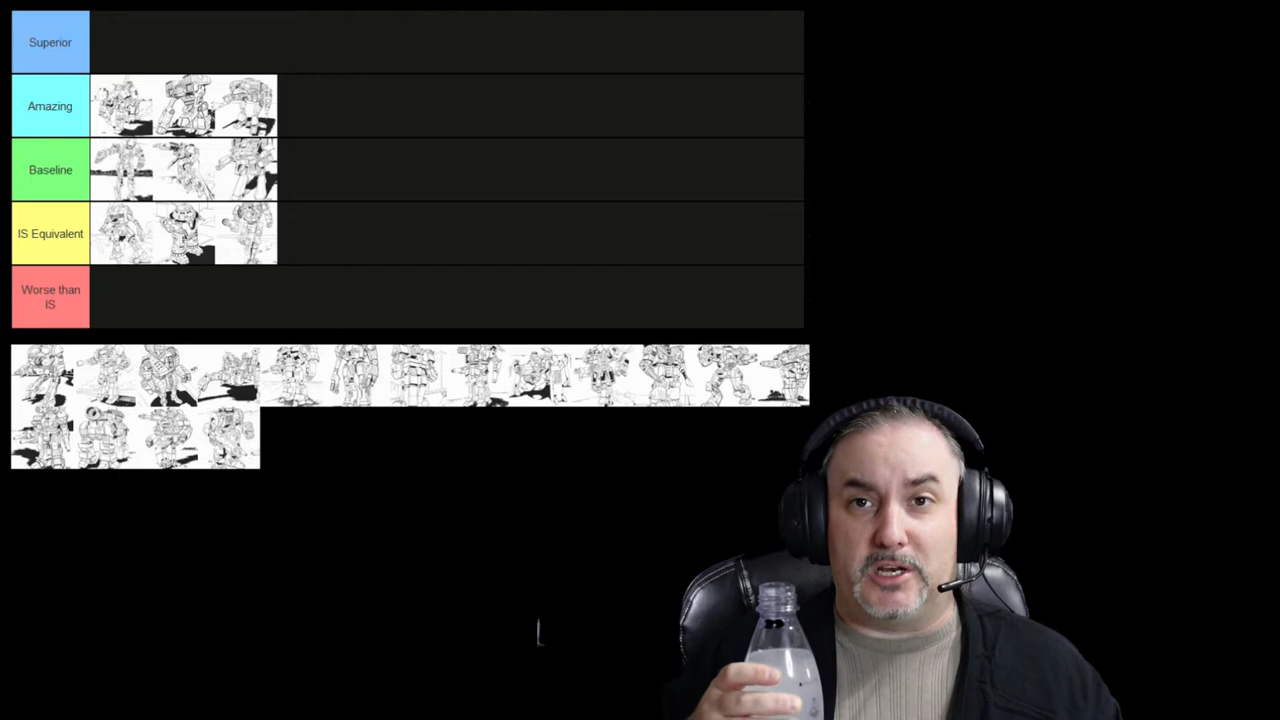 Superior
Amazing
Baseline
IS Equivalent
Worse than
IS